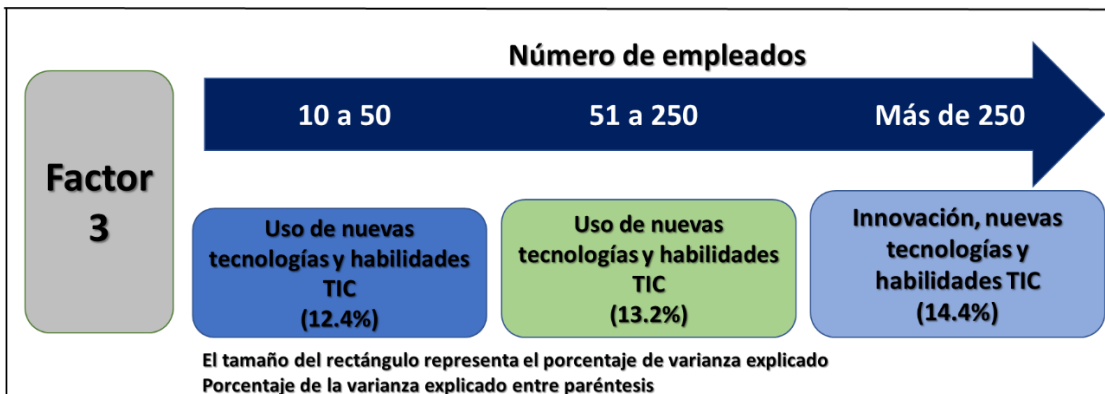 Número de empleados
10 a 50
51 a 250
Más de 250
Factor
3
Uso de nuevas
tecnologías y habilidades
TIC
(12.4%)
Uso de nuevas
tecnologías y habilidades
TIC
(13.2%)
Innovación, nuevas
tecnologías y
habilidades TIC
(14.4%)
El tamaño del rectángulo representa el porcentaje de varianza explicado
Porcentaje de la varianza explicado entre paréntesis